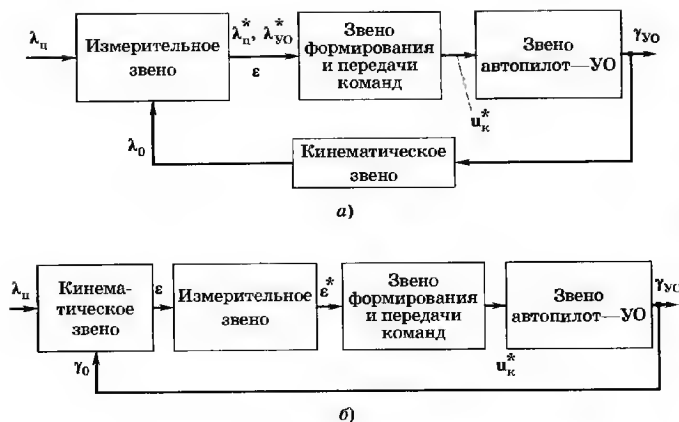 λц
Измерительное
звено
λ*ц, λ*УО
ε
Звено
формирования
и передачи
команд
u*к
Звено
автопилот—УО
γУО
λ0
Кинематическое
звено
а)
λц
Кинема-
тическое
звено
ε
Измерительное
звено
ε*
Звено
формирования
и передачи
команд
u*к
Звено
автопилот—УО
γУО
γ0
б)